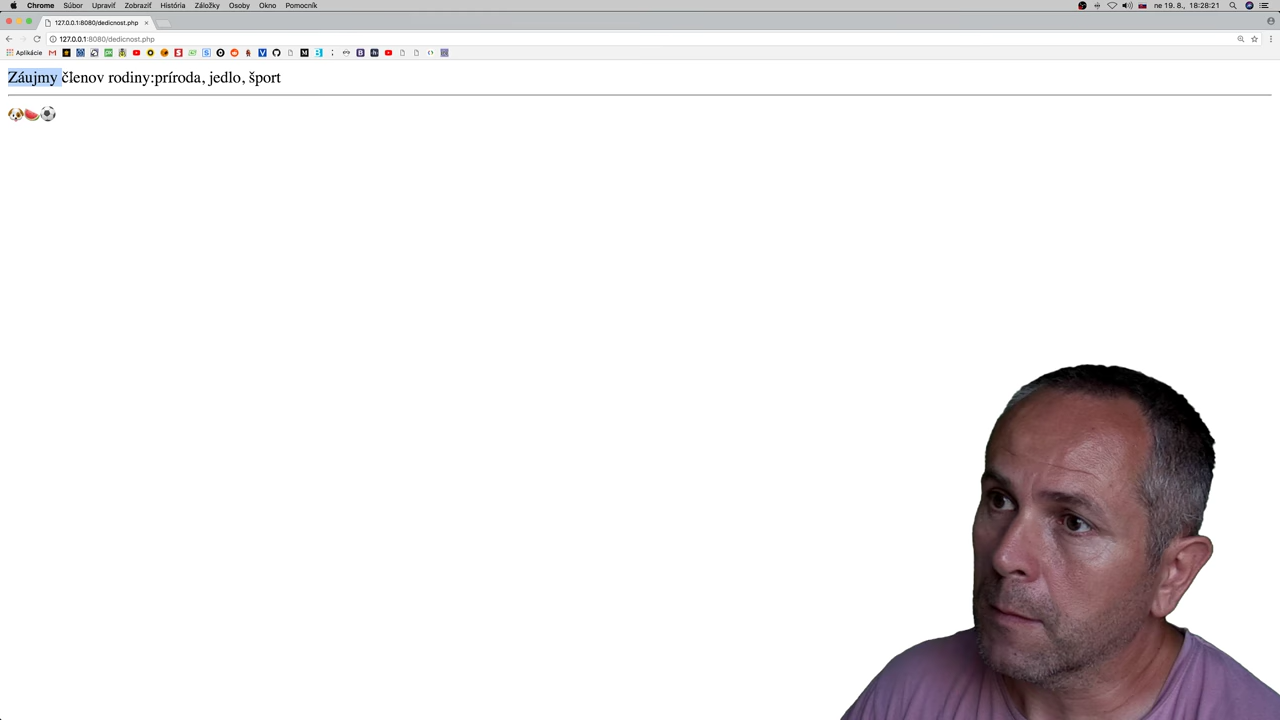 Chrome Súbor Upraviť Zobraziť História Záložky Osoby Okno Pomocník ne 19. 8., 18:28:21
127.0.0.1:8080/dedicnost.php
127.0.0.1:8080/dedicnost.php
Aplikácie
Záujmy členov rodiny:príroda, jedlo, šport